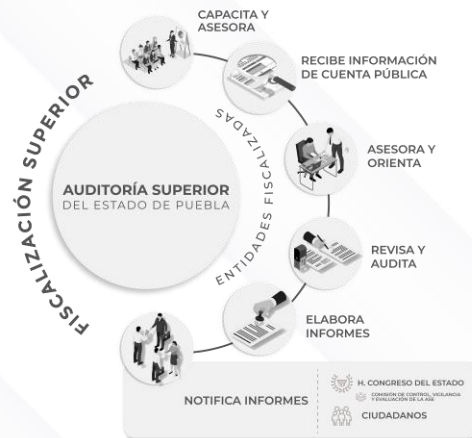 CAPACITA Y
ASESORA
RECIBE INFORMACIÓN
DE CUENTA PÚBLICA
FISCALIZACIÓN SUPERIOR
ENTIDADES FISCALIZADAS
ASESORA Y
ORIENTA
AUDITORÍA SUPERIOR
DEL ESTADO DE PUEBLA
REVISA Y
AUDITA
ELABORA
INFORMES
NOTIFICA INFORMES
H. CONGRESO DEL ESTADO
COMISIÓN DE CONTROL, VIGILANCIA
Y EVALUACIÓN DE LA ASE
CIUDADANOS